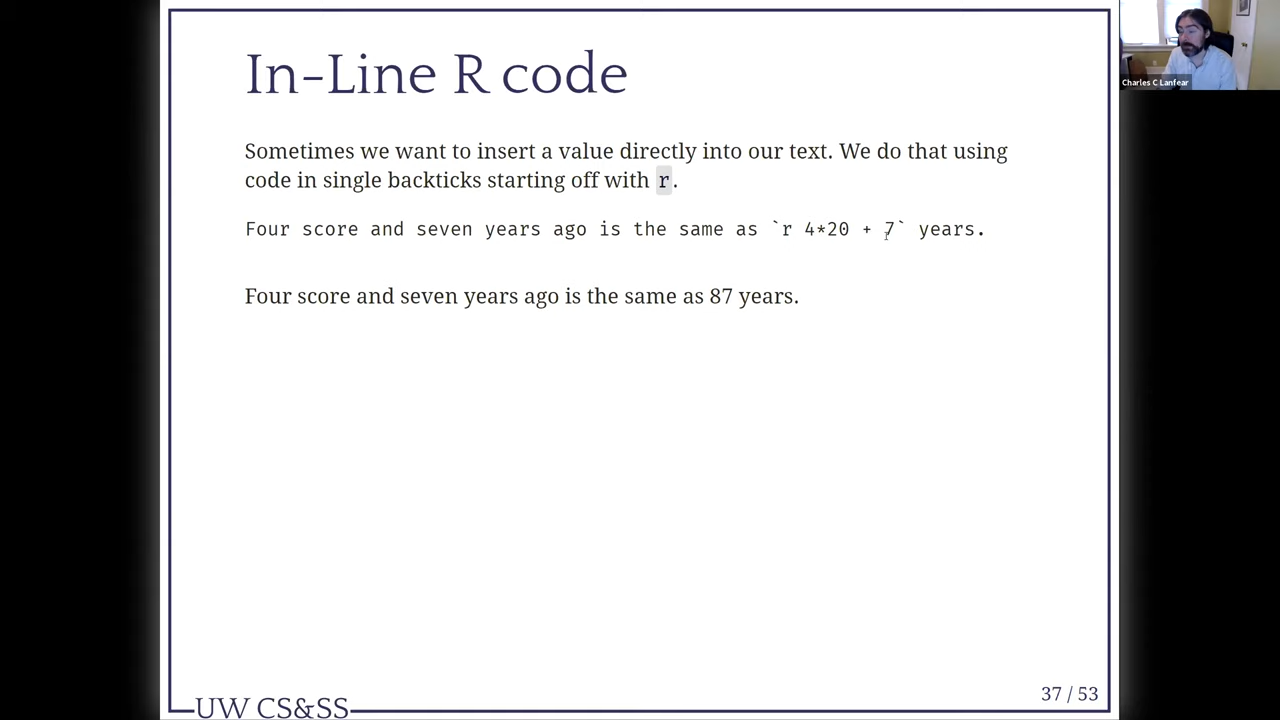 In-Line R code
Sometimes we want to insert a value directly into our text. We do that using
code in single backticks starting off with r.
Four score and seven years ago is the same as `r 4*20 + 7` years.
Four score and seven years ago is the same as 87 years.
37 / 53
UW CS&SS
Charles C Lanfear